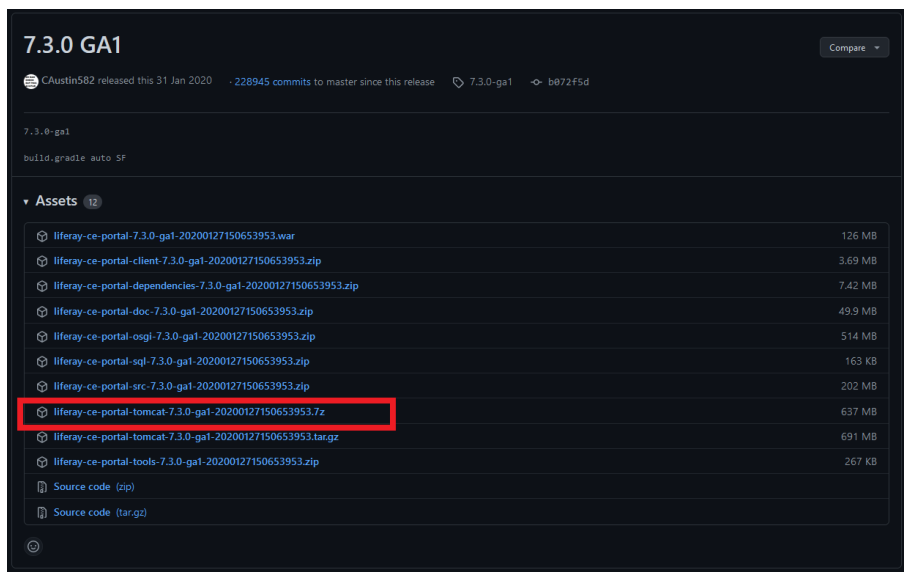 7.3.0 GA1
Compare
CAustin582 released this 31 Jan 2020 · 228945 commits to master since this release 7.3.0-ga1 b072f5d
7.3.0-ga1
build.gradle auto SF
Assets 12
liferay-ce-portal-7.3.0-ga1-20200127150653953.war 126 MB
liferay-ce-portal-client-7.3.0-ga1-20200127150653953.zip 3.69 MB
liferay-ce-portal-dependencies-7.3.0-ga1-20200127150653953.zip 7.42 MB
liferay-ce-portal-doc-7.3.0-ga1-20200127150653953.zip 49.9 MB
liferay-ce-portal-osgi-7.3.0-ga1-20200127150653953.zip 514 MB
liferay-ce-portal-sql-7.3.0-ga1-20200127150653953.zip 163 KB
liferay-ce-portal-src-7.3.0-ga1-20200127150653953.zip 202 MB
liferay-ce-portal-tomcat-7.3.0-ga1-20200127150653953.7z 637 MB
liferay-ce-portal-tomcat-7.3.0-ga1-20200127150653953.tar.gz 691 MB
liferay-ce-portal-tools-7.3.0-ga1-20200127150653953.zip 267 KB
Source code (zip)
Source code (tar.gz)